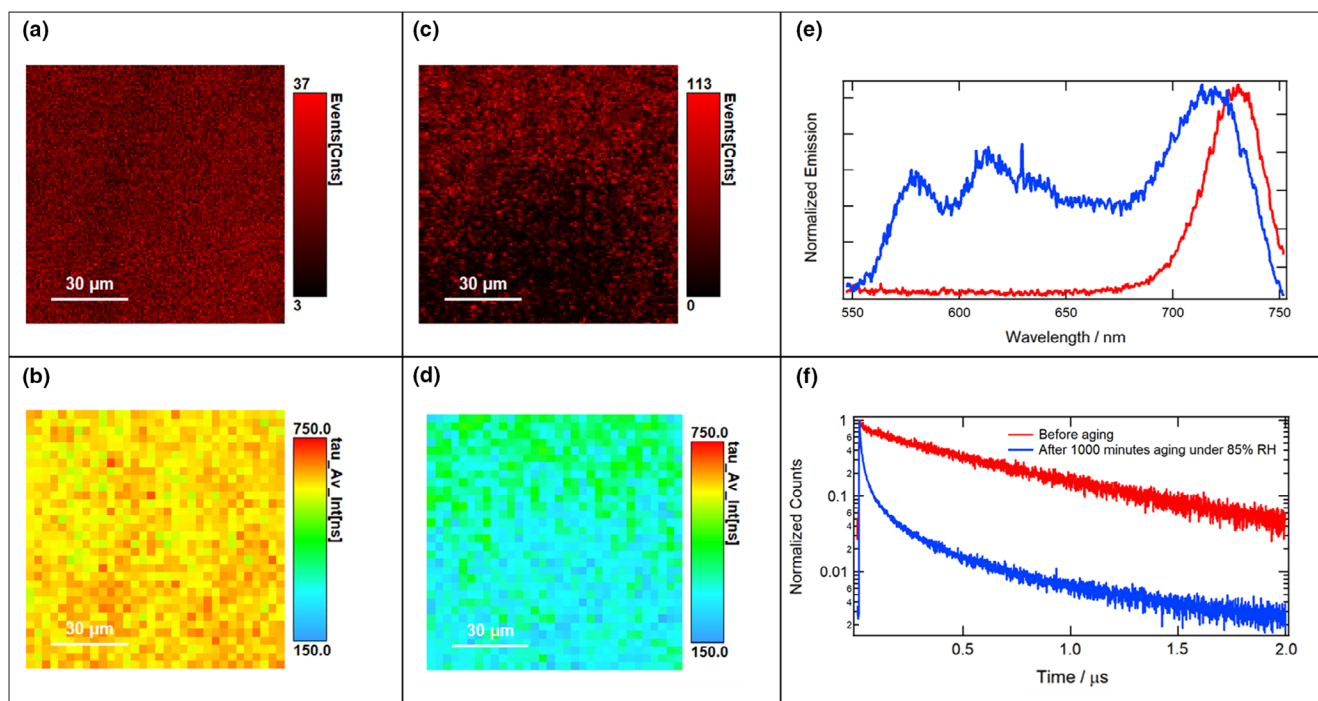 (a)
37
Events[Cnts]
3
30 μm
(c)
113
Events[Cnts]
0
30 μm
(e)
Normalized Emission
550
600
650
700
750
Wavelength / nm
(b)
750.0
tau_Av_Int[ns]
150.0
30 μm
(d)
750.0
tau_Av_Int[ns]
150.0
30 μm
(f)
Normalized Counts
1
6
4
2
0.1
6
4
2
0.01
6
4
2
Before aging
After 1000 minutes aging under 85% RH
0.5
1.0
1.5
2.0
Time / μs